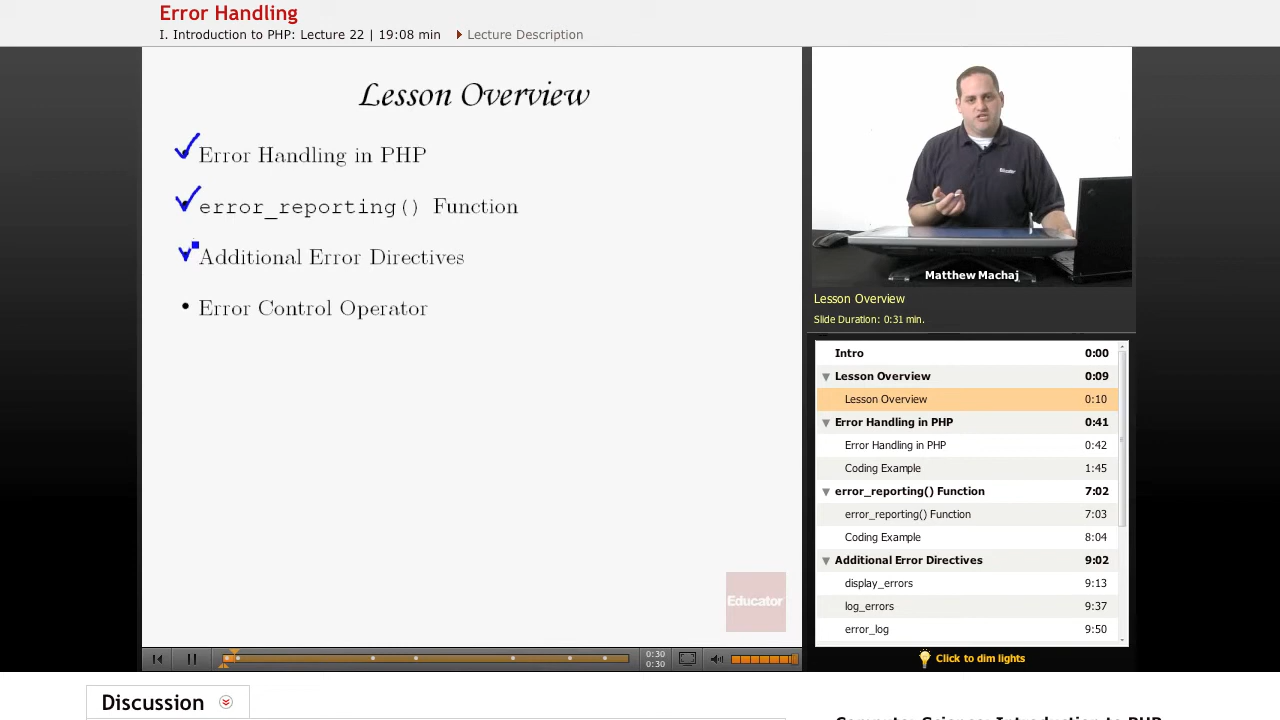 Error Handling
I. Introduction to PHP: Lecture 22 | 19:08 min Lecture Description
Lesson Overview
Error Handling in PHP
error_reporting() Function
Additional Error Directives
Error Control Operator
Educator
Matthew Machaj
Lesson Overview
Slide Duration: 0:31 min.
Intro 0:00
Lesson Overview 0:09
Lesson Overview 0:10
Error Handling in PHP 0:41
Error Handling in PHP 0:42
Coding Example 1:45
error_reporting() Function 7:02
error_reporting() Function 7:03
Coding Example 8:04
Additional Error Directives 9:02
display_errors 9:13
log_errors 9:37
error_log 9:50
0:30
0:30
Click to dim lights
Discussion
Computer Science: Introduction to PHP